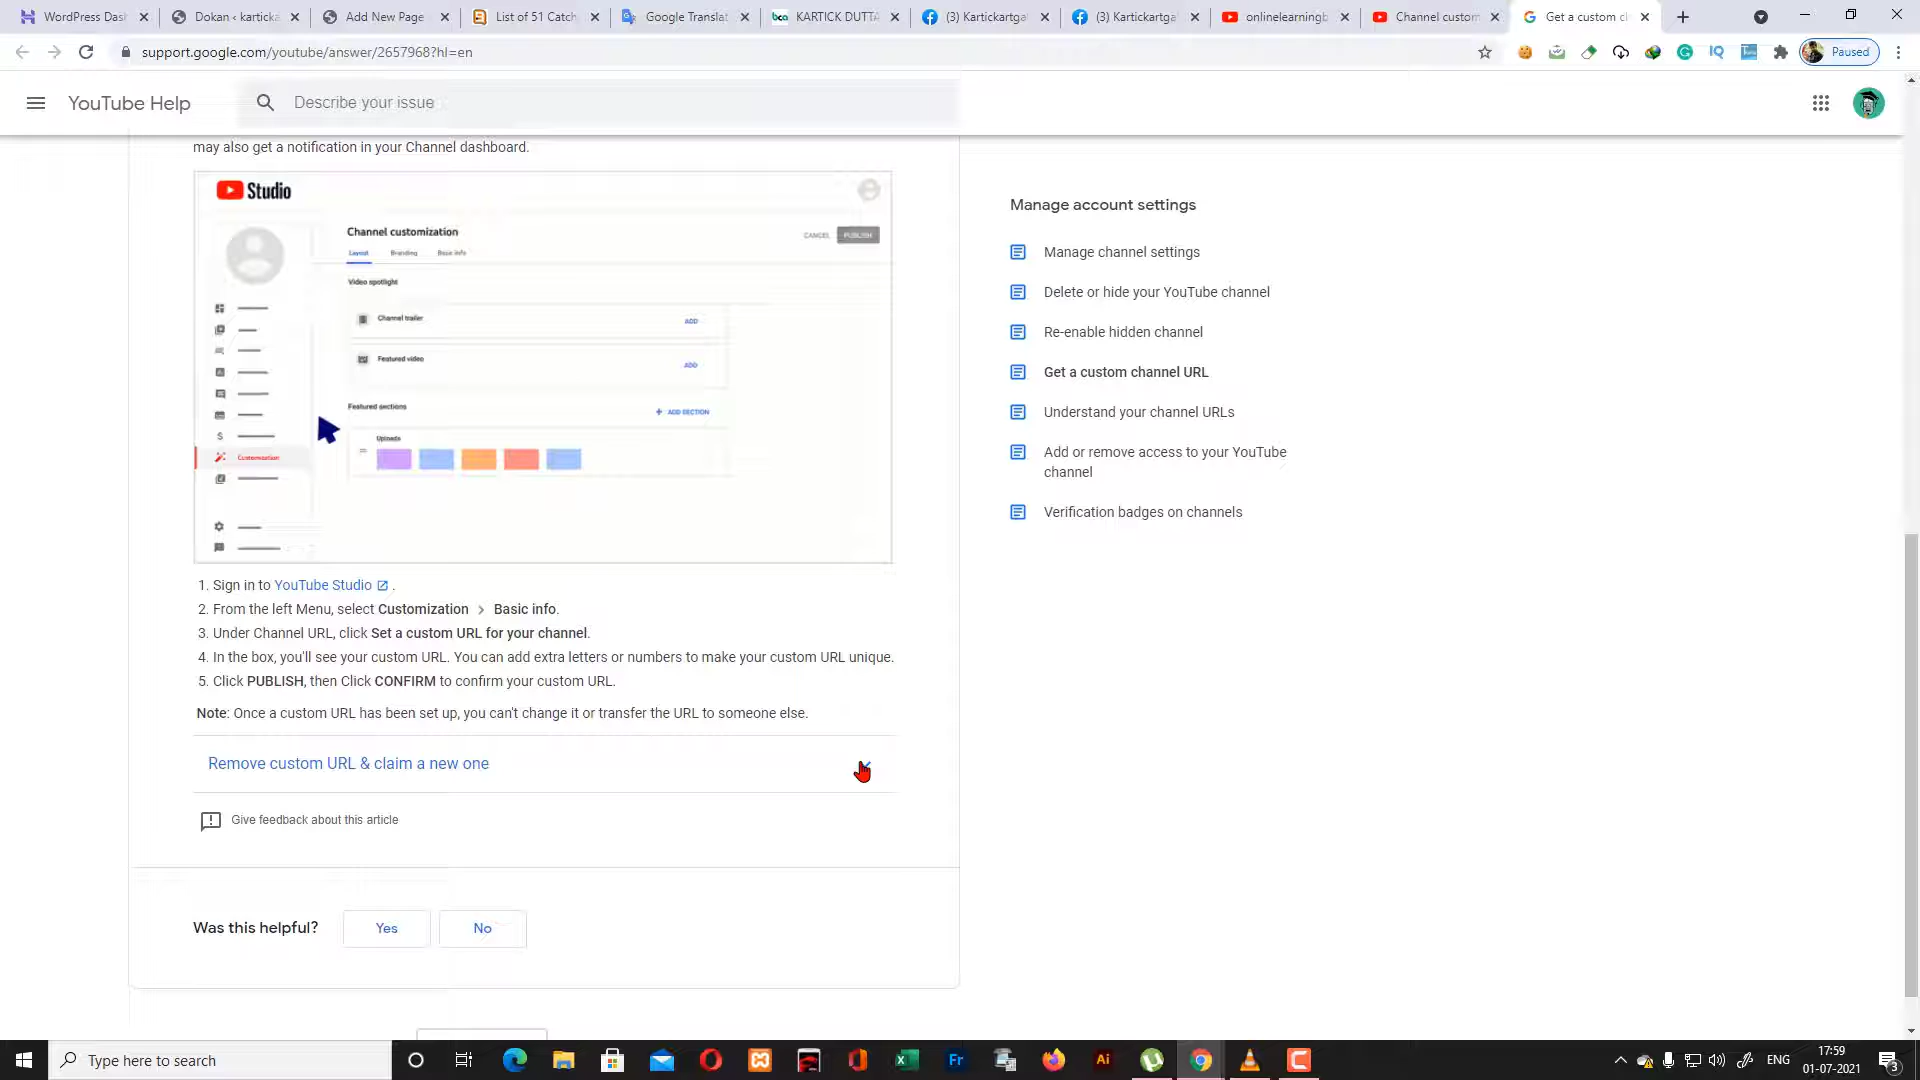 WordPress Das
Dokan ‹ kartick
Add New Page
List of 51 Catch
Google Translat
KARTICK DUTTA
(3) Kartickartga
(3) Kartickartga
onlinelearningb
Channel custom
Get a custom c
support.google.com/youtube/answer/2657968?hl=en
Paused
YouTube Help
Describe your issue
may also get a notification in your Channel dashboard.
Studio
Channel customization
CANCEL PUBLISH
Layout Branding Basic info
Video spotlight
Channel trailer ADD
Featured video ADD
Featured sections + ADD SECTION
Uploads
Customization
1. Sign in to YouTube Studio .
2. From the left Menu, select Customization > Basic info.
3. Under Channel URL, click Set a custom URL for your channel.
4. In the box, you'll see your custom URL. You can add extra letters or numbers to make your custom URL unique.
5. Click PUBLISH, then Click CONFIRM to confirm your custom URL.
Note: Once a custom URL has been set up, you can't change it or transfer the URL to someone else.
Remove custom URL & claim a new one
Give feedback about this article
Was this helpful? Yes No
Manage account settings
Manage channel settings
Delete or hide your YouTube channel
Re-enable hidden channel
Get a custom channel URL
Understand your channel URLs
Add or remove access to your YouTube
channel
Verification badges on channels
Type here to search
Fr
Ai
ENG
17:59
01-07-2021
3